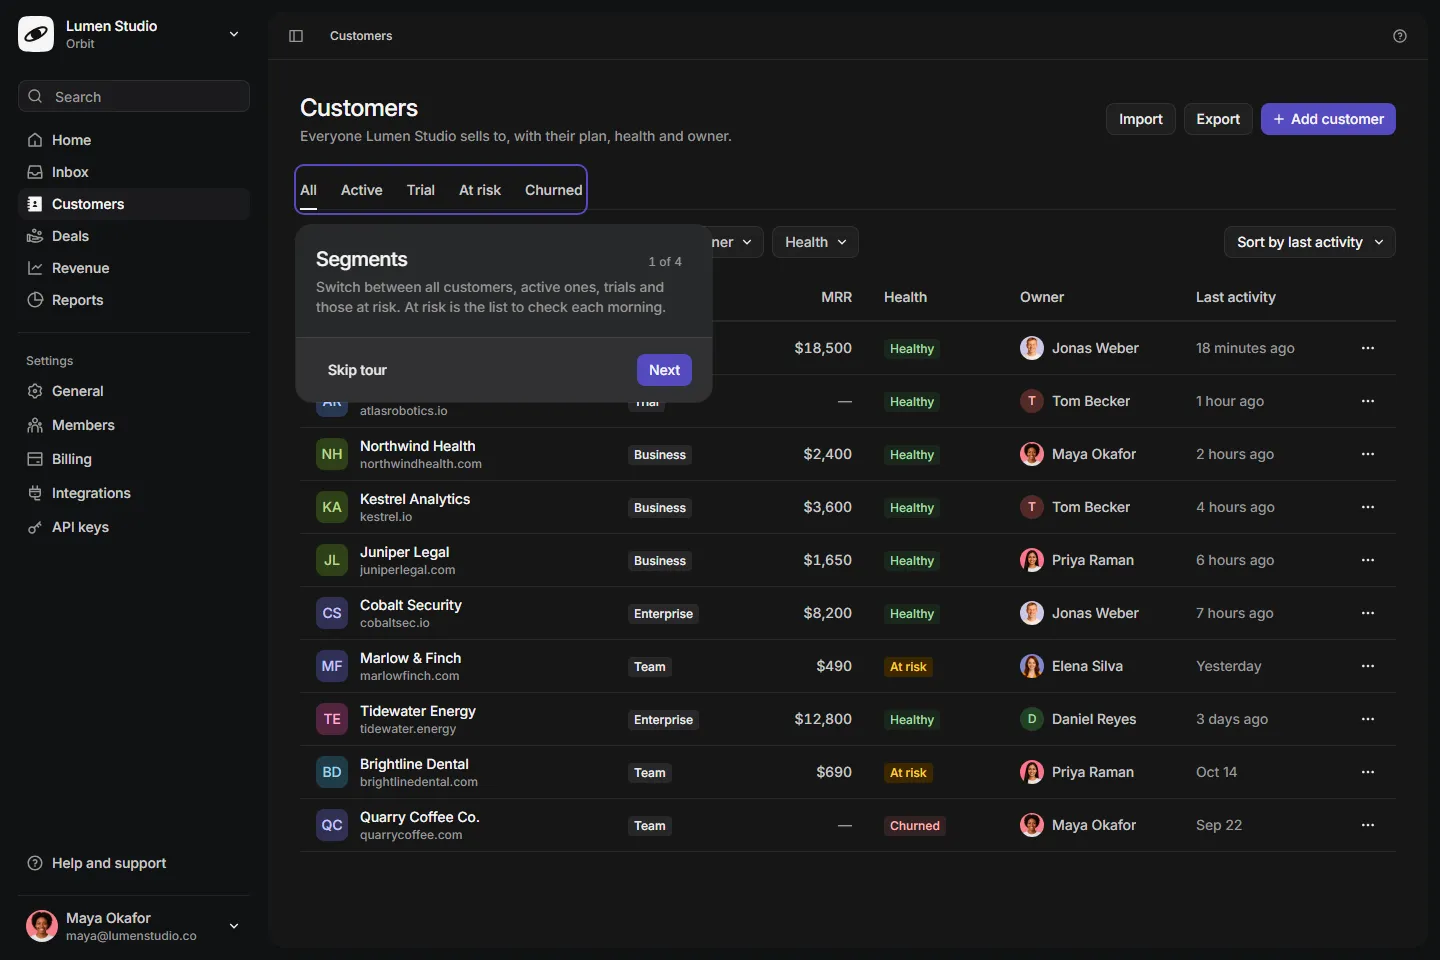 Lumen Studio
Orbit
Search
Home
Inbox
Customers
Deals
Revenue
Reports
Settings
General
Members
Billing
Integrations
API keys
Help and support
Maya Okafor
maya@lumenstudio.co
Customers
Customers
Everyone Lumen Studio sells to, with their plan, health and owner.
Import
Export
+ Add customer
All Active Trial At risk Churned
Health
Sort by last activity
Segments
1 of 4
Switch between all customers, active ones, trials and
those at risk. At risk is the list to check each morning.
Skip tour
Next
MRR Health Owner Last activity
$18,500 Healthy Jonas Weber 18 minutes ago
AR atlasrobotics.io Trial — Healthy T Tom Becker 1 hour ago
NH Northwind Health Business $2,400 Healthy Maya Okafor 2 hours ago
northwindhealth.com
KA Kestrel Analytics Business $3,600 Healthy T Tom Becker 4 hours ago
kestrel.io
JL Juniper Legal Business $1,650 Healthy Priya Raman 6 hours ago
juniperlegal.com
CS Cobalt Security Enterprise $8,200 Healthy Jonas Weber 7 hours ago
cobaltsec.io
MF Marlow & Finch Team $490 At risk Elena Silva Yesterday
marlowfinch.com
TE Tidewater Energy Enterprise $12,800 Healthy D Daniel Reyes 3 days ago
tidewater.energy
BD Brightline Dental Team $690 At risk Priya Raman Oct 14
brightlinedental.com
QC Quarry Coffee Co. Team — Churned Maya Okafor Sep 22
quarrycoffee.com